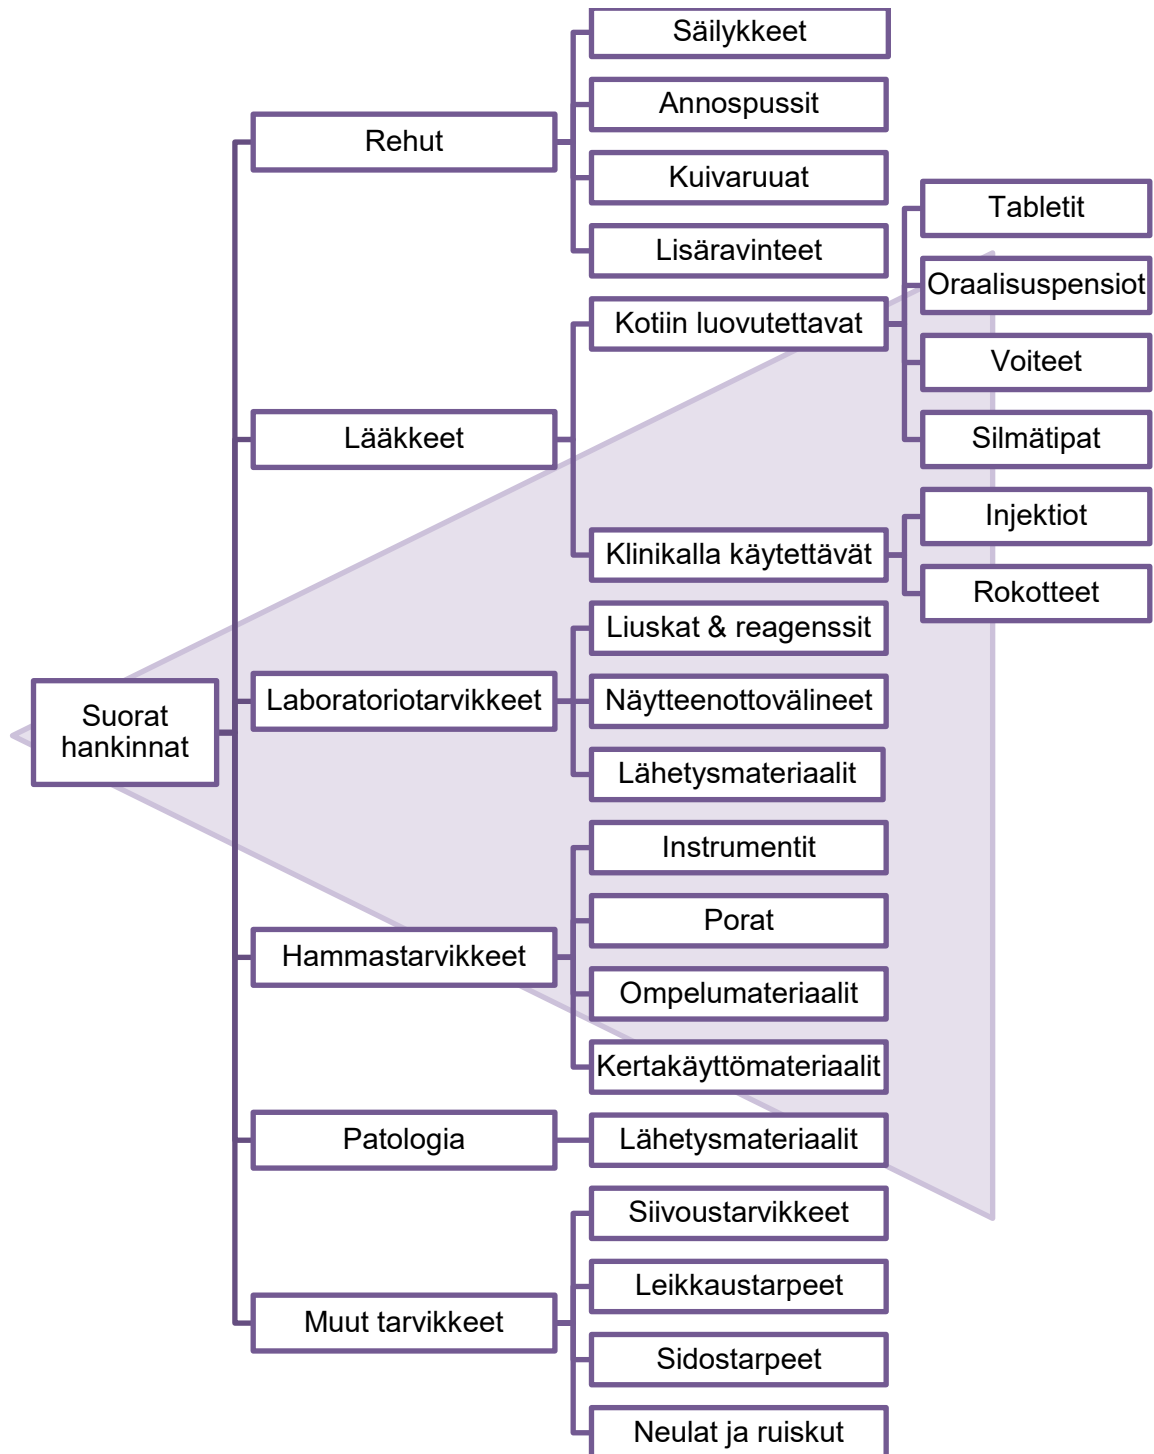 Suorat
hankinnat
Rehut
Säilykkeet
Annospussit
Kuivaruuat
Lisäravinteet
Lääkkeet
Kotiin luovutettavat
Tabletit
Oraalisuspensiot
Voiteet
Silmätipat
Klinikalla käytettävät
Injektiot
Rokotteet
Laboratoriotarvikkeet
Liuskat & reagenssit
Näytteenottovälineet
Lähetysmateriaalit
Hammastarvikkeet
Instrumentit
Porat
Ompelumateriaalit
Kertakäyttömateriaalit
Patologia
Lähetysmateriaalit
Muut tarvikkeet
Siivoustarvikkeet
Leikkaustarpeet
Sidostarpeet
Neulat ja ruiskut